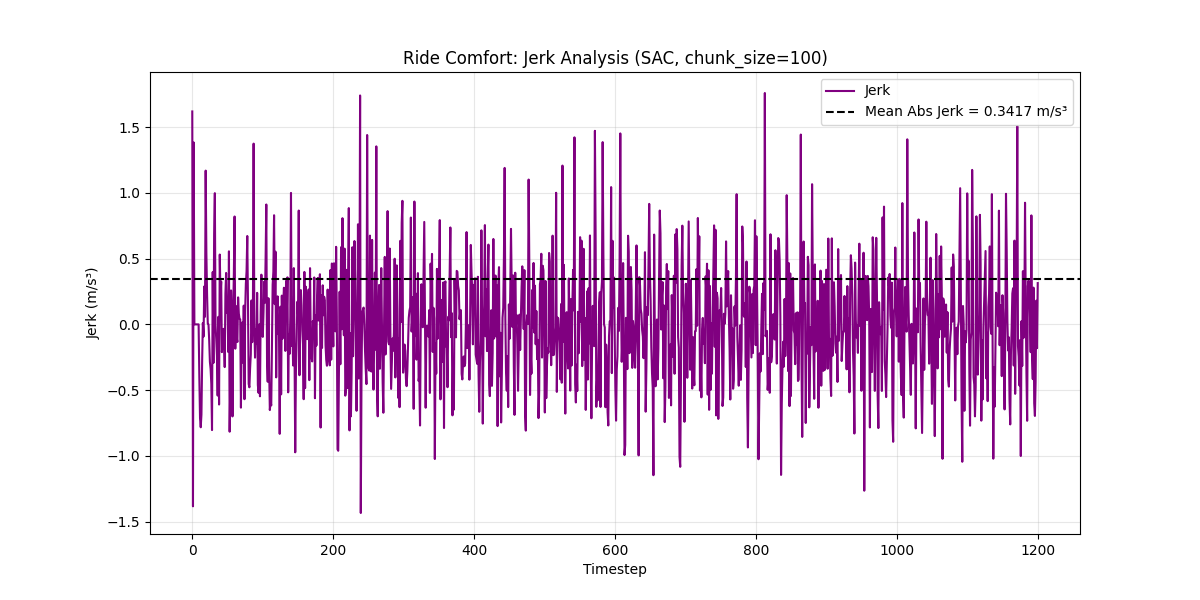 Ride Comfort: Jerk Analysis (SAC, chunk_size=100)
Jerk
Mean Abs Jerk = 0.3417 m/s³
Jerk (m/s³)
1.5
1.0
0.5
0.0
−0.5
−1.0
−1.5
0 200 400 600 800 1000 1200
Timestep